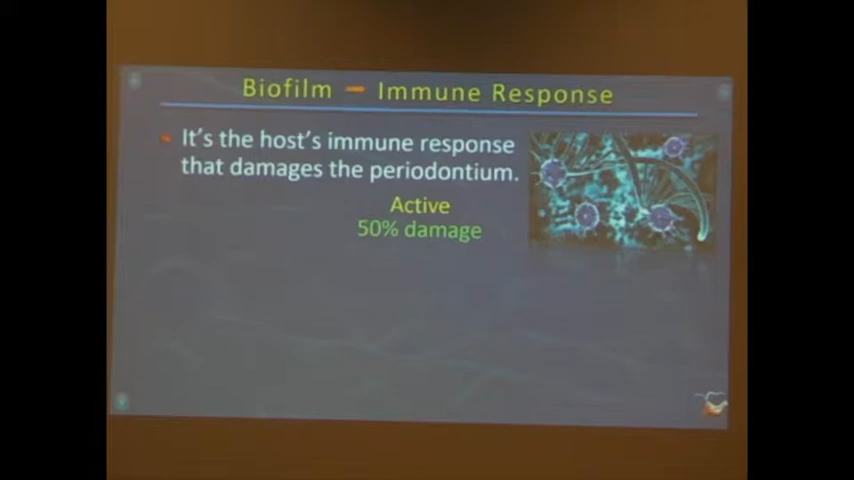 Biofilm – Immune Response
It's the host's immune response
that damages the periodontium.
Active
50% damage